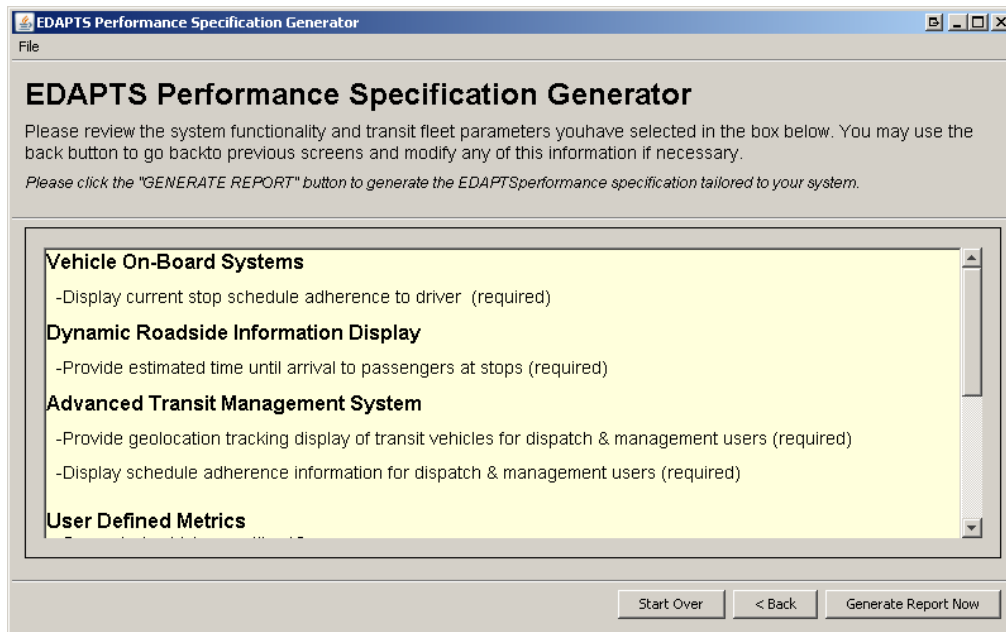 EDAPTS Performance Specification Generator
File
EDAPTS Performance Specification Generator
Please review the system functionality and transit fleet parameters youhave selected in the box below. You may use the
back button to go backto previous screens and modify any of this information if necessary.
Please click the "GENERATE REPORT" button to generate the EDAPTSperformance specification tailored to your system.
Vehicle On-Board Systems
-Display current stop schedule adherence to driver (required)
Dynamic Roadside Information Display
-Provide estimated time until arrival to passengers at stops (required)
Advanced Transit Management System
-Provide geolocation tracking display of transit vehicles for dispatch & management users (required)
-Display schedule adherence information for dispatch & management users (required)
User Defined Metrics
Start Over
< Back
Generate Report Now